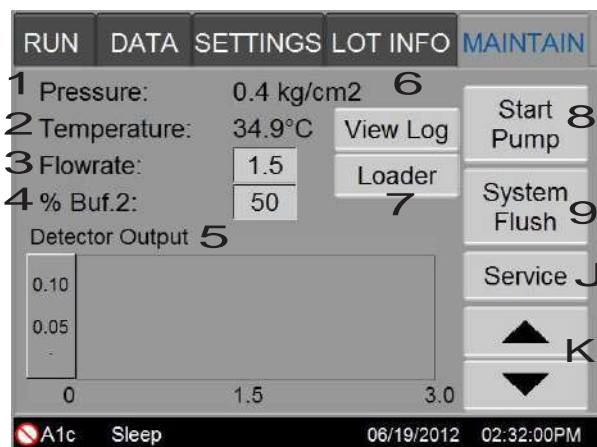 RUN DATA SETTINGS LOT INFO MAINTAIN
1 Pressure: 0.4 kg/cm2 6
2 Temperature: 34.9°C View Log
3 Flowrate: 1.5 Loader
4 % Buf.2: 50 7
Start Pump 8
System Flush 9
Detector Output 5
Service J
0.10
0.05
K
0 1.5 3.0
A1c Sleep 06/19/2012 02:32:00PM